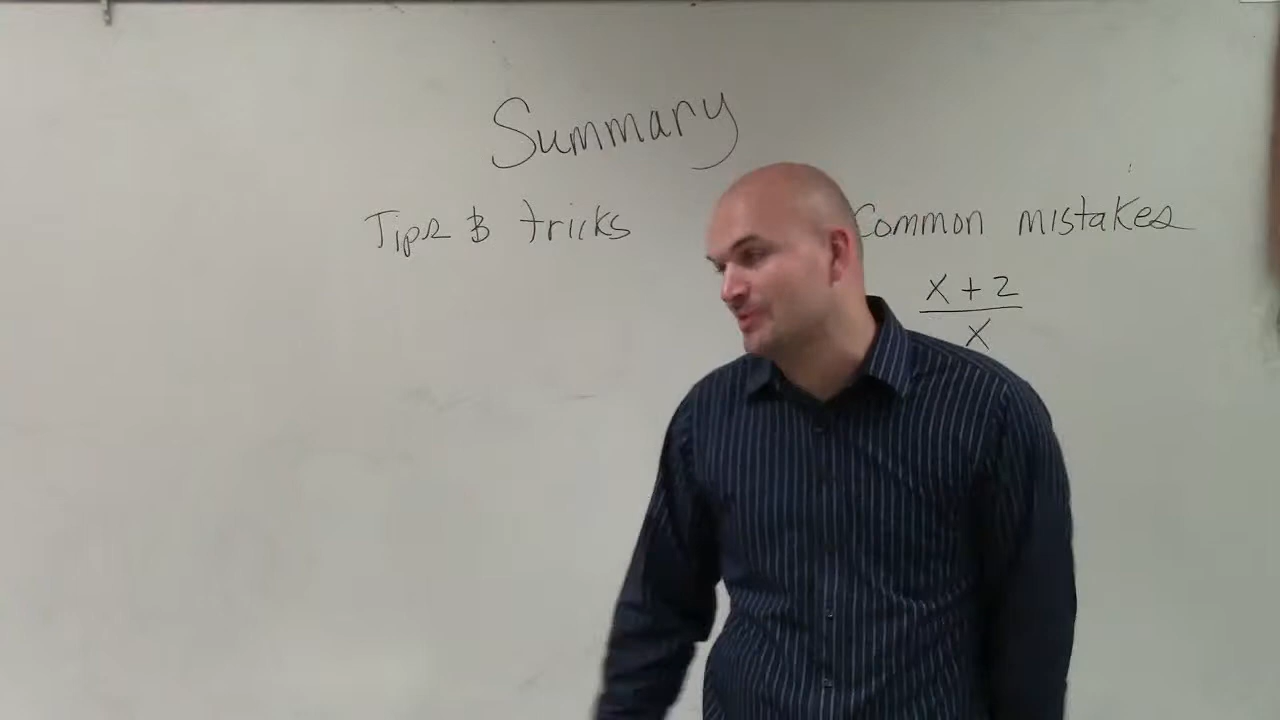 Summary
Tips & tricks
Common mistakes
x + 2
x